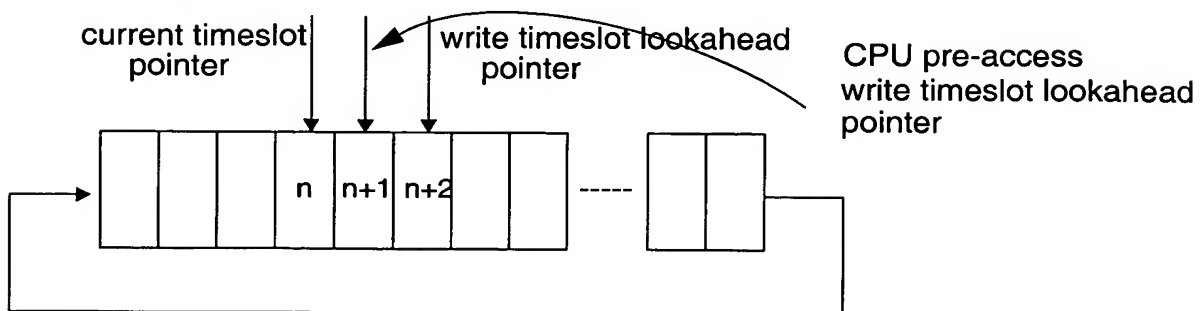 current timeslot
pointer
write timeslot lookahead
pointer
CPU pre-access
write timeslot lookahead
pointer
n
n+1
n+2